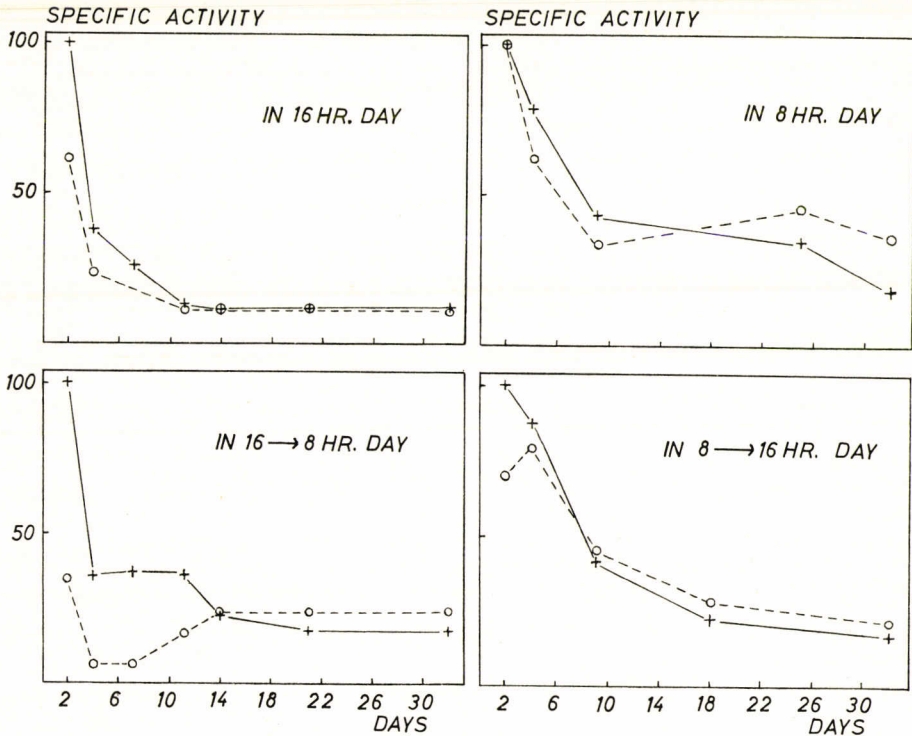 SPECIFIC ACTIVITY
100
50
IN 16 HR. DAY
SPECIFIC ACTIVITY
IN 8 HR. DAY
100
50
IN 16 → 8 HR. DAY
2 6 10 14 18 22 26 30
DAYS
IN 8 → 16 HR. DAY
2 6 10 14 18 22 26 30
DAYS